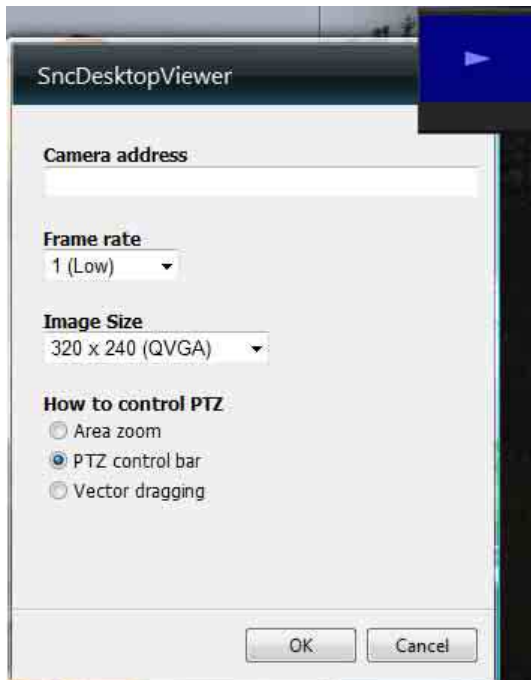 SncDesktopViewer
Camera address
Frame rate
1 (Low)
Image Size
320 x 240 (QVGA)
How to control PTZ
Area zoom
PTZ control bar
Vector dragging
OK
Cancel